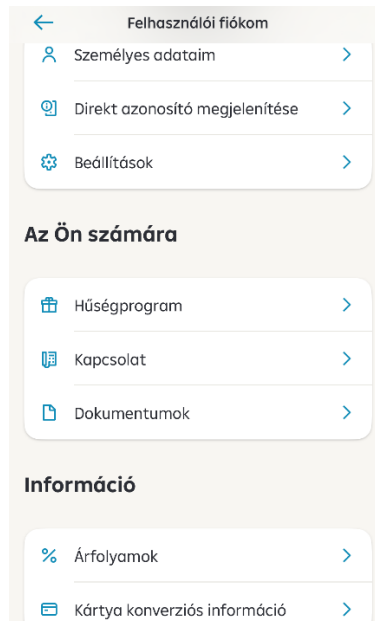 Felhasználói fiókom
Személyes adataim
Direkt azonosító megjelenítése
Beállítások
Az Ön számára
Hűségprogram
Kapcsolat
Dokumentumok
Információ
Árfolyamok
Kártya konverziós információ